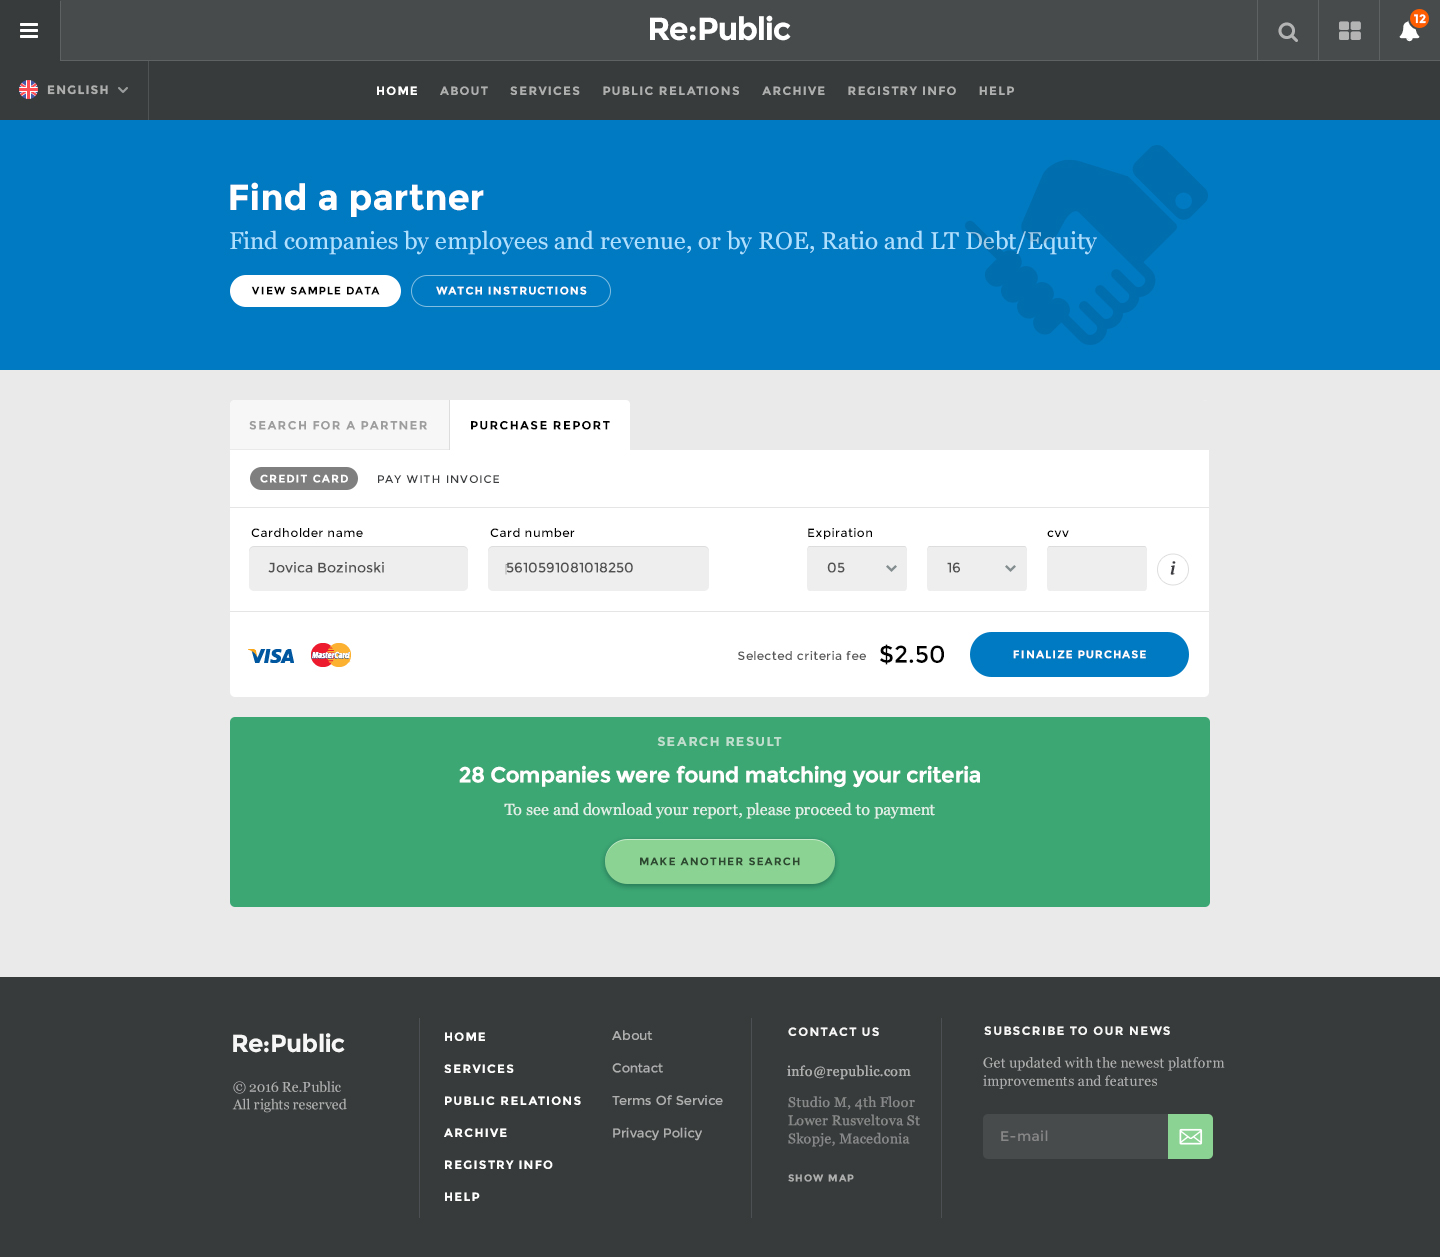 Re:Public
12
ENGLISH
HOME ABOUT SERVICES PUBLIC RELATIONS ARCHIVE REGISTRY INFO HELP
Find a partner
Find companies by employees and revenue, or by ROE, Ratio and LT Debt/Equity
VIEW SAMPLE DATA WATCH INSTRUCTIONS
SEARCH FOR A PARTNER PURCHASE REPORT
CREDIT CARD PAY WITH INVOICE
Cardholder name Card number Expiration cvv
Jovica Bozinoski 5610591081018250 05 16 i
VISA MasterCard Selected criteria fee $2.50 FINALIZE PURCHASE
SEARCH RESULT
28 Companies were found matching your criteria
To see and download your report, please proceed to payment
MAKE ANOTHER SEARCH
Re:Public
© 2016 Re.Public
All rights reserved
HOME
SERVICES
PUBLIC RELATIONS
ARCHIVE
REGISTRY INFO
HELP
About
Contact
Terms Of Service
Privacy Policy
CONTACT US
info@republic.com
Studio M, 4th Floor
Lower Rusveltova St
Skopje, Macedonia
SHOW MAP
SUBSCRIBE TO OUR NEWS
Get updated with the newest platform
improvements and features
E-mail